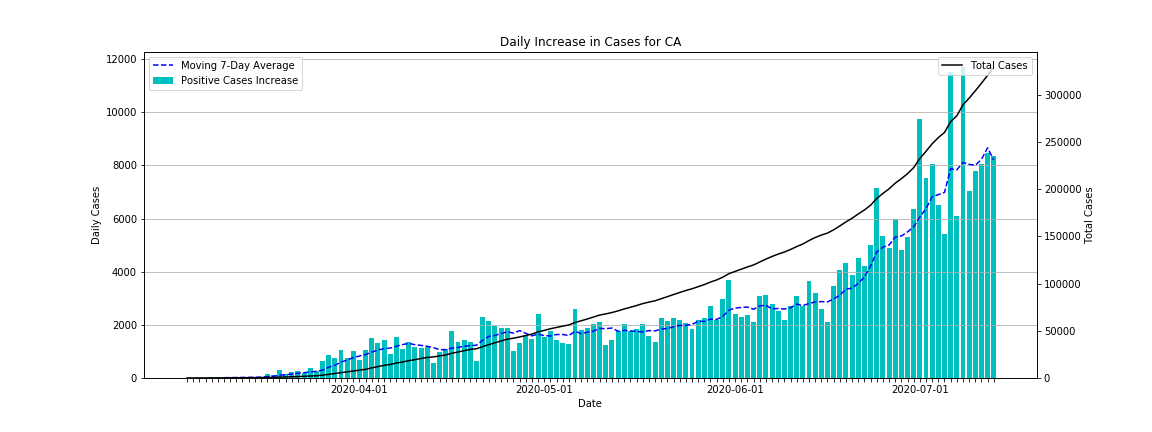 Daily Increase in Cases for CA
Moving 7-Day Average
Positive Cases Increase
Total Cases
12000
10000
8000
6000
4000
2000
0
Daily Cases
300000
250000
200000
150000
100000
50000
0
Total Cases
2020-04-01
2020-05-01
2020-06-01
2020-07-01
Date